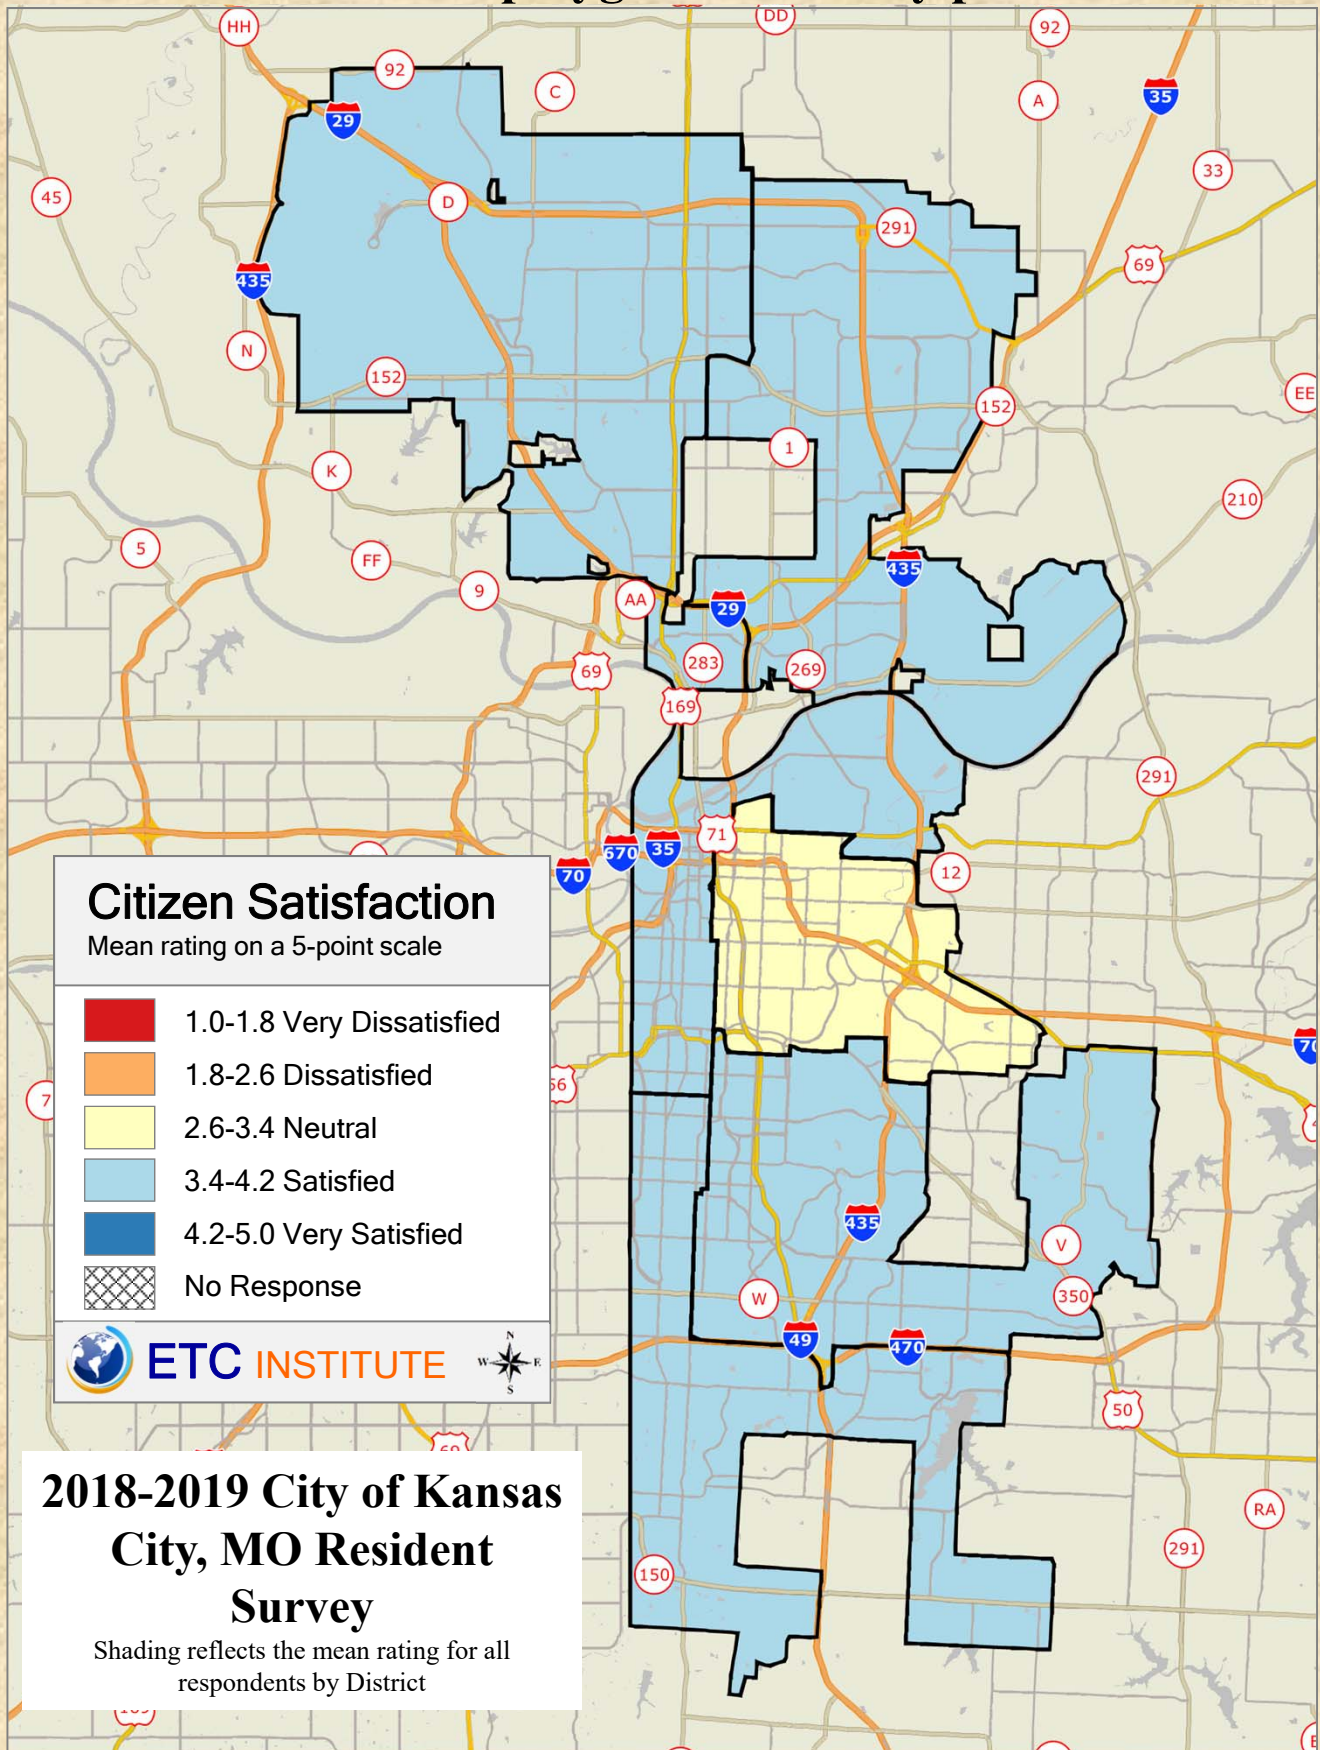 HH
DD
92
92
C
A
35
29
33
45
D
291
69
435
N
152
EE
152
1
K
210
5
FF
435
9
AA
29
283
269
69
169
291
71
670
35
70
12
Citizen Satisfaction
Mean rating on a 5-point scale
1.0-1.8 Very Dissatisfied
1.8-2.6 Dissatisfied
2.6-3.4 Neutral
3.4-4.2 Satisfied
4.2-5.0 Very Satisfied
No Response
ETC INSTITUTE
N
W
E
S
70
7
435
V
350
W
49
470
50
2018-2019 City of Kansas
City, MO Resident
Survey
Shading reflects the mean rating for all
respondents by District
RA
291
150